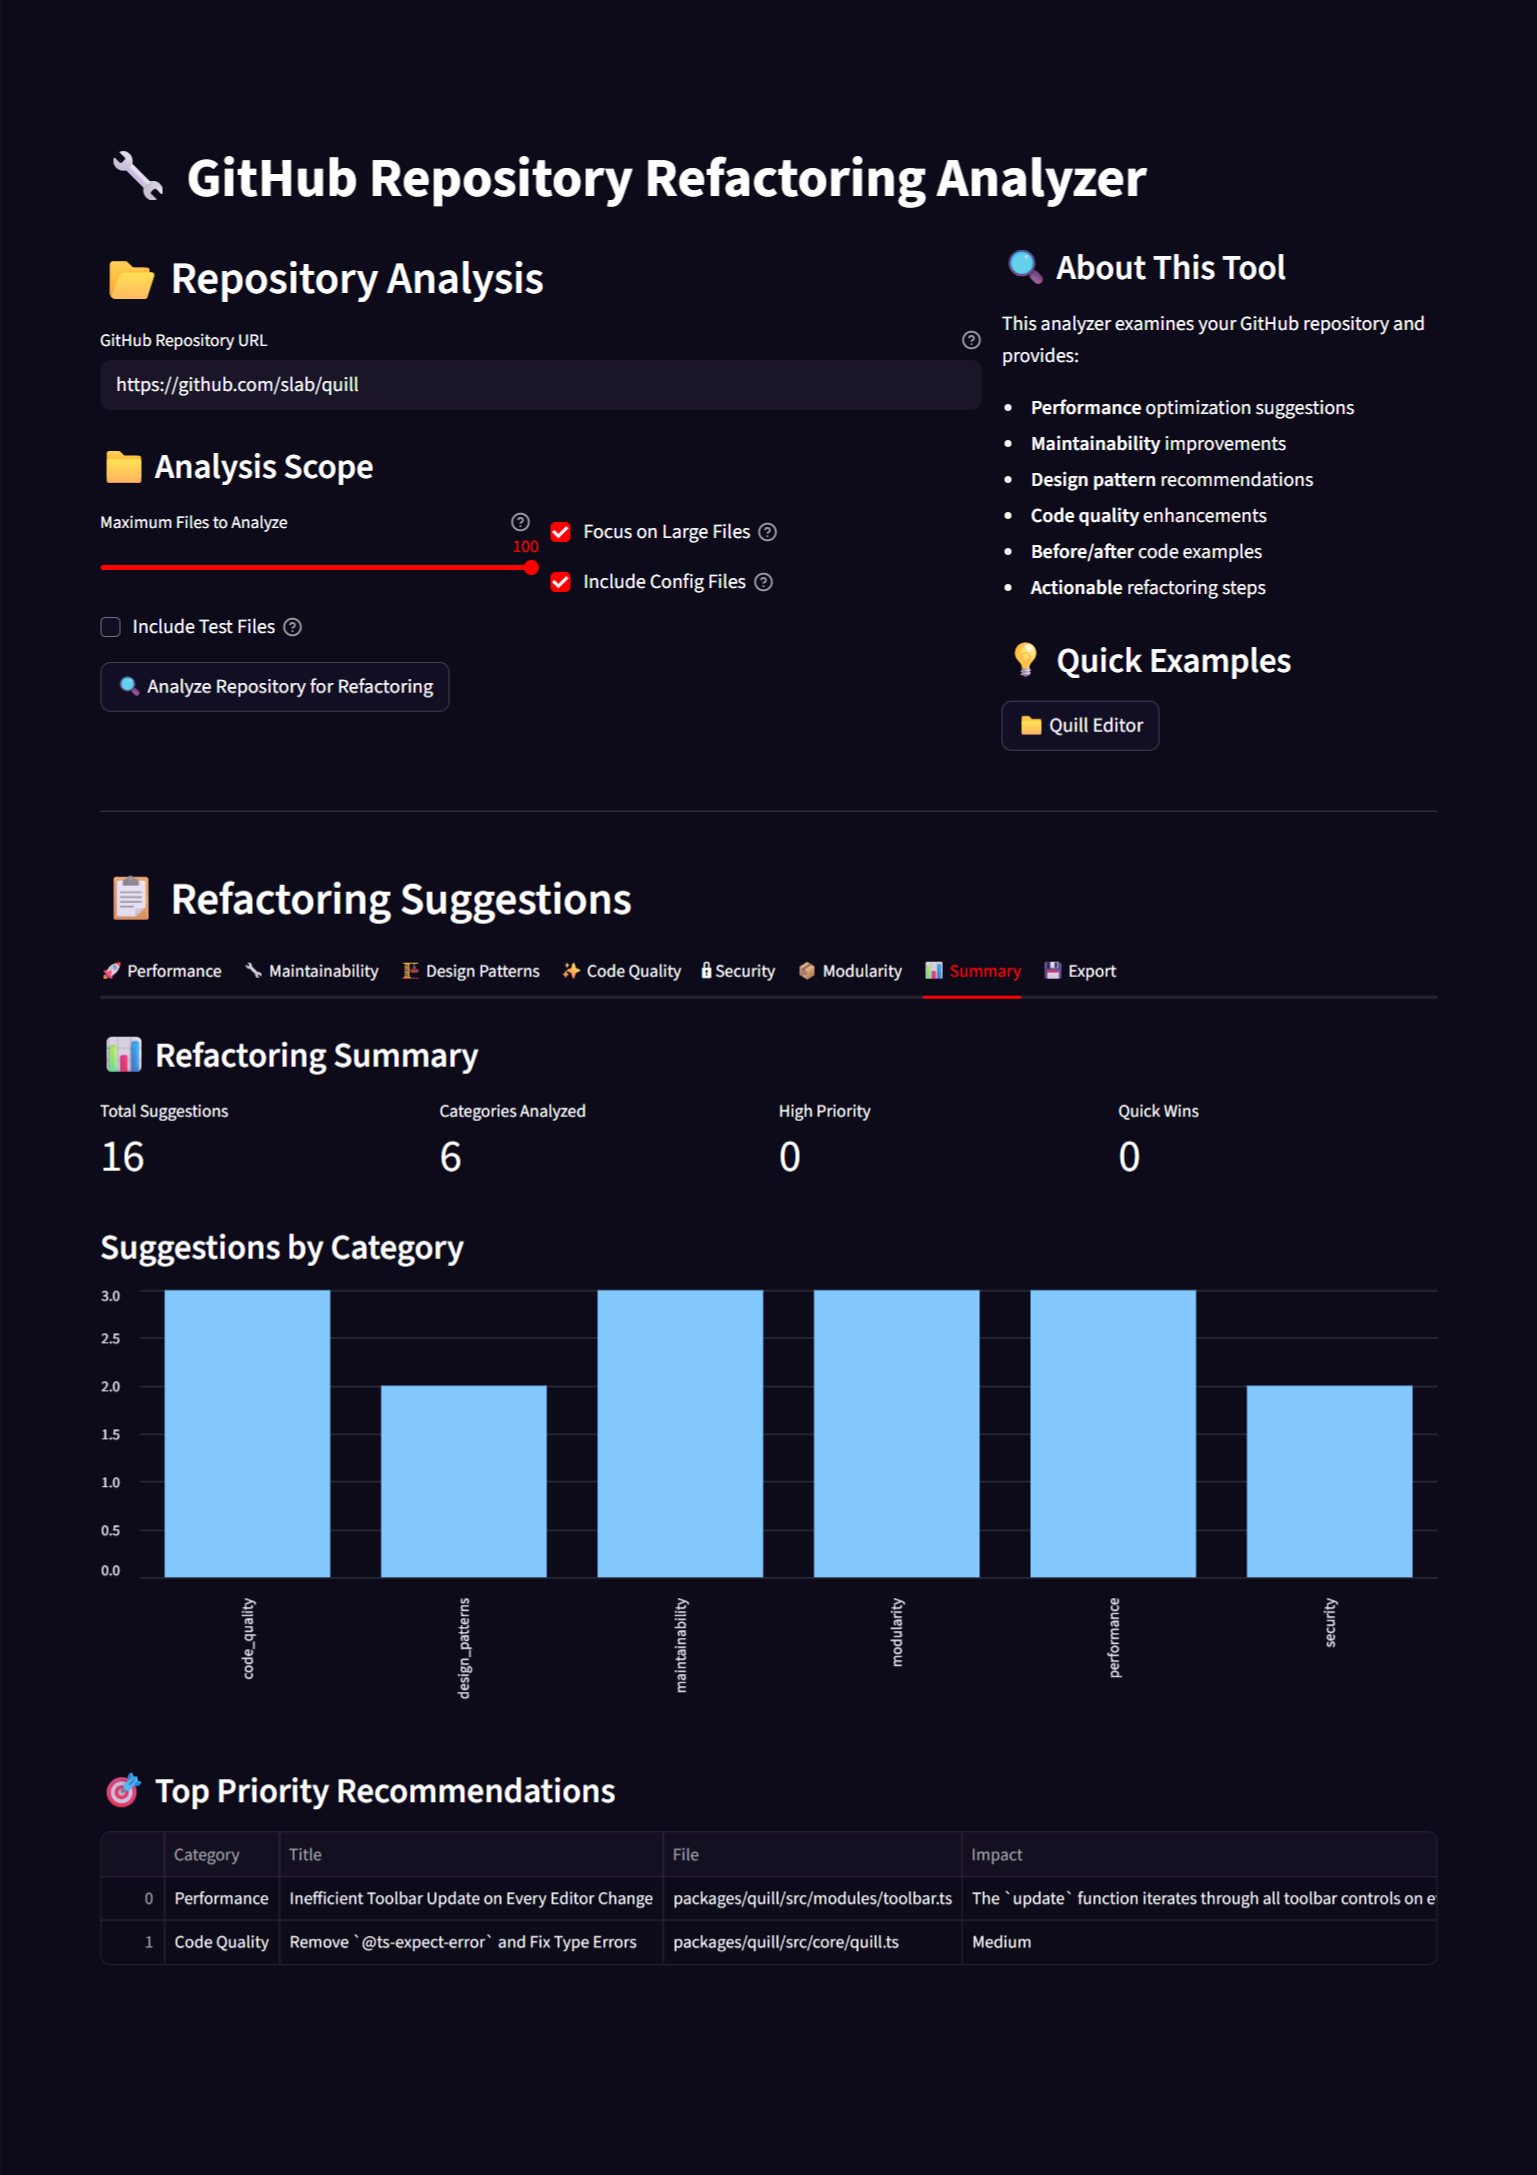 GitHub Repository Refactoring Analyzer
Repository Analysis
GitHub Repository URL
https://github.com/slab/quill
Analysis Scope
Maximum Files to Analyze
100
Focus on Large Files
Include Config Files
Include Test Files
Analyze Repository for Refactoring
About This Tool
This analyzer examines your GitHub repository and
provides:
Performance optimization suggestions
Maintainability improvements
Design pattern recommendations
Code quality enhancements
Before/after code examples
Actionable refactoring steps
Quick Examples
Quill Editor
Refactoring Suggestions
Performance Maintainability Design Patterns Code Quality Security Modularity Summary Export
Refactoring Summary
Total Suggestions Categories Analyzed High Priority Quick Wins
16 6 0 0
Suggestions by Category
3.0
2.5
2.0
1.5
1.0
0.5
0.0
code_quality
design_patterns
maintainability
modularity
performance
security
Top Priority Recommendations
Category Title File Impact
0 Performance Inefficient Toolbar Update on Every Editor Change packages/quill/src/modules/toolbar.ts The `update` function iterates through all toolbar controls on
1 Code Quality Remove `@ts-expect-error` and Fix Type Errors packages/quill/src/core/quill.ts Medium